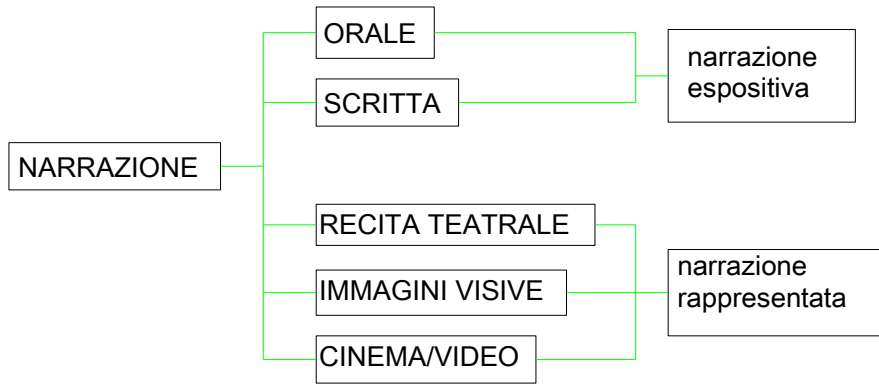 ORALE
SCRITTA
narrazione
espositiva
NARRAZIONE
RECITA TEATRALE
IMMAGINI VISIVE
CINEMA/VIDEO
narrazione
rappresentata